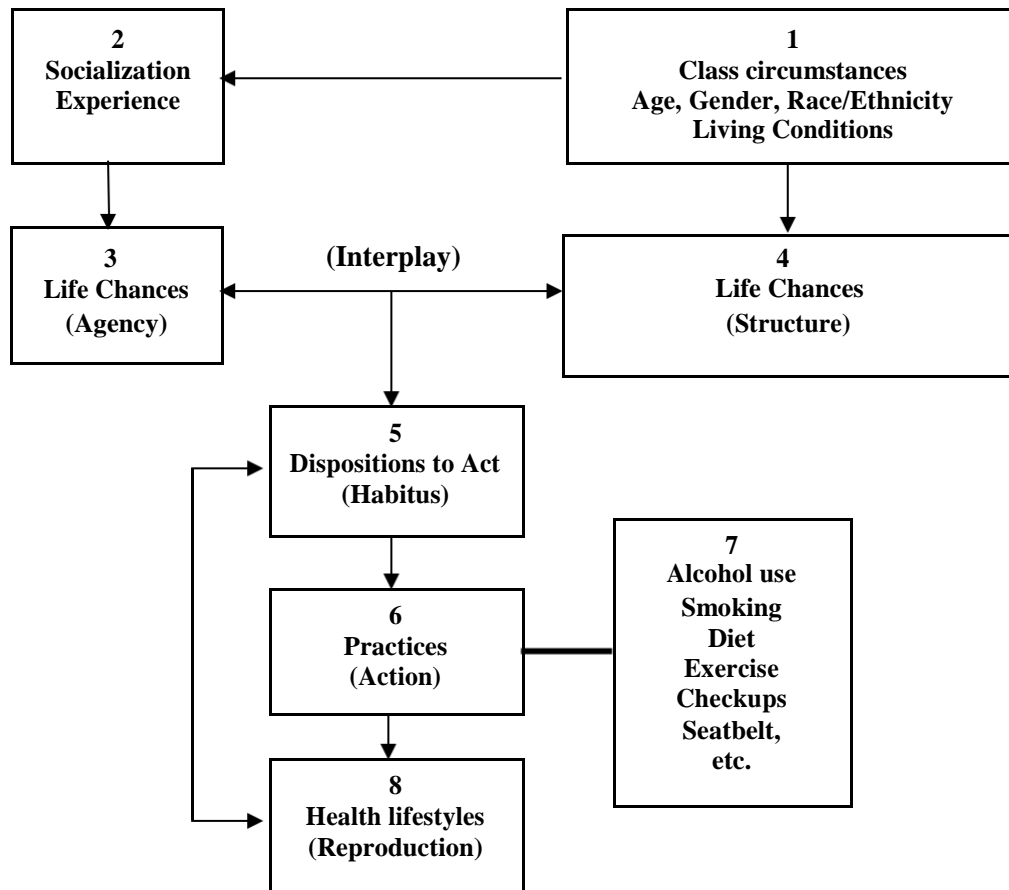 2
Socialization
Experience
1
Class circumstances
Age, Gender, Race/Ethnicity
Living Conditions
3
Life Chances
(Agency)
(Interplay)
4
Life Chances
(Structure)
5
Dispositions to Act
(Habitus)
6
Practices
(Action)
7
Alcohol use
Smoking
Diet
Exercise
Checkups
Seatbelt,
etc.
8
Health lifestyles
(Reproduction)